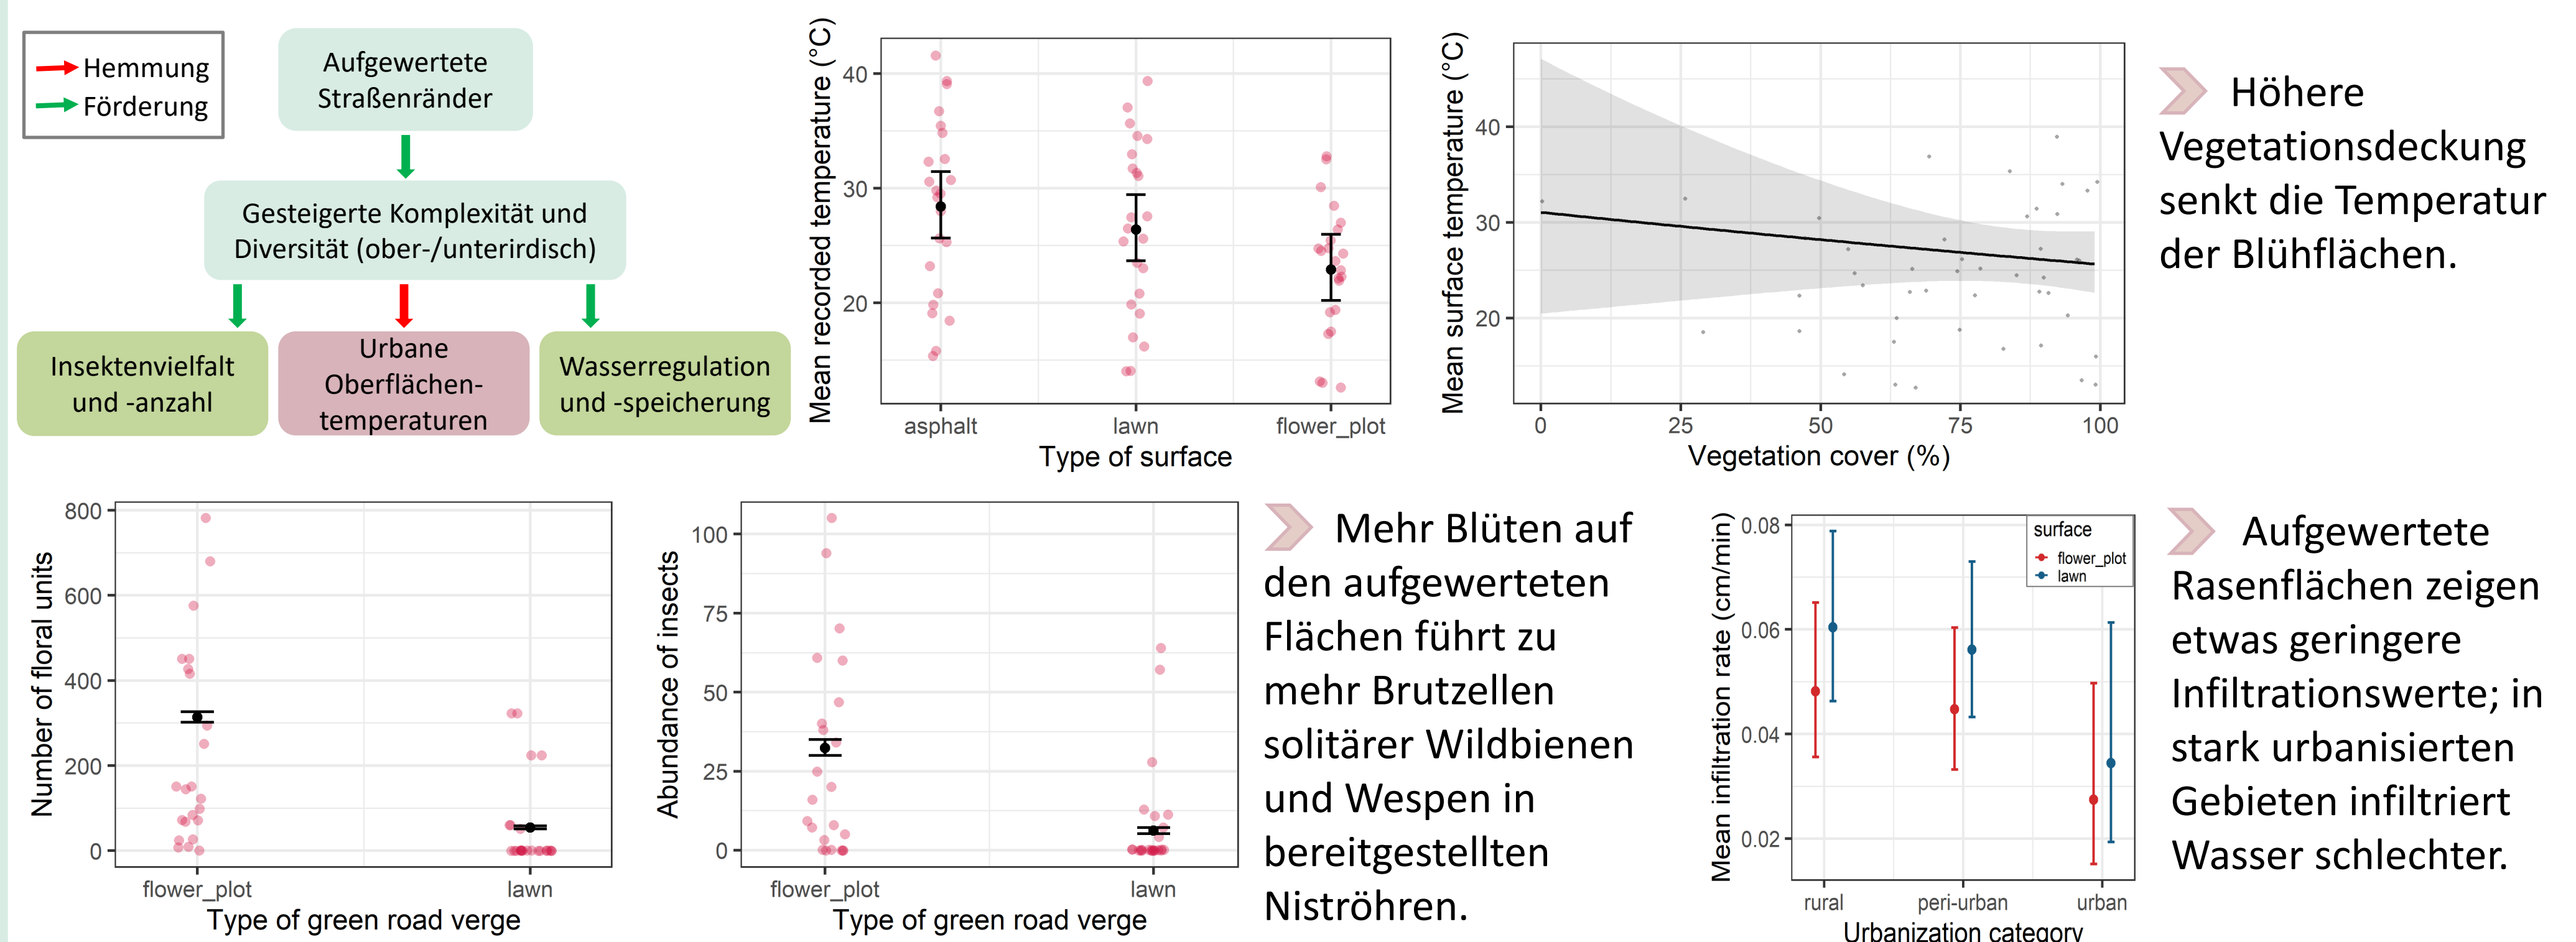 Hemmung
Förderung
Aufgewertete
Straßenränder
Gesteigerte Komplexität und
Diversität (ober-/unterirdisch)
Insektenvielfalt
und -anzahl
Urbane
Oberflächen-
temperaturen
Wasserregulation
und -speicherung
Mean recorded temperature (°C)
40
30
20
asphalt
lawn
flower_plot
Type of surface
Mean surface temperature (°C)
40
30
20
0
25
50
75
100
Vegetation cover (%)
Höhere
Vegetationsdeckung
senkt die Temperatur
der Blühflächen.
Number of floral units
800
600
400
200
0
flower_plot
lawn
Type of green road verge
Abundance of insects
100
75
50
25
0
flower_plot
lawn
Type of green road verge
Mehr Blüten auf
den aufgewerteten
Flächen führt zu
mehr Brutzellen
solitärer Wildbienen
und Wespen in
bereitgestellten
Niströhren.
Mean infiltration rate (cm/min)
0.08
0.06
0.04
0.02
surface
flower_plot
lawn
rural
peri-urban
urban
Urbanization category
Aufgewertete
Rasenflächen zeigen
etwas geringere
Infiltrationswerte; in
stark urbanisierten
Gebieten infiltriert
Wasser schlechter.